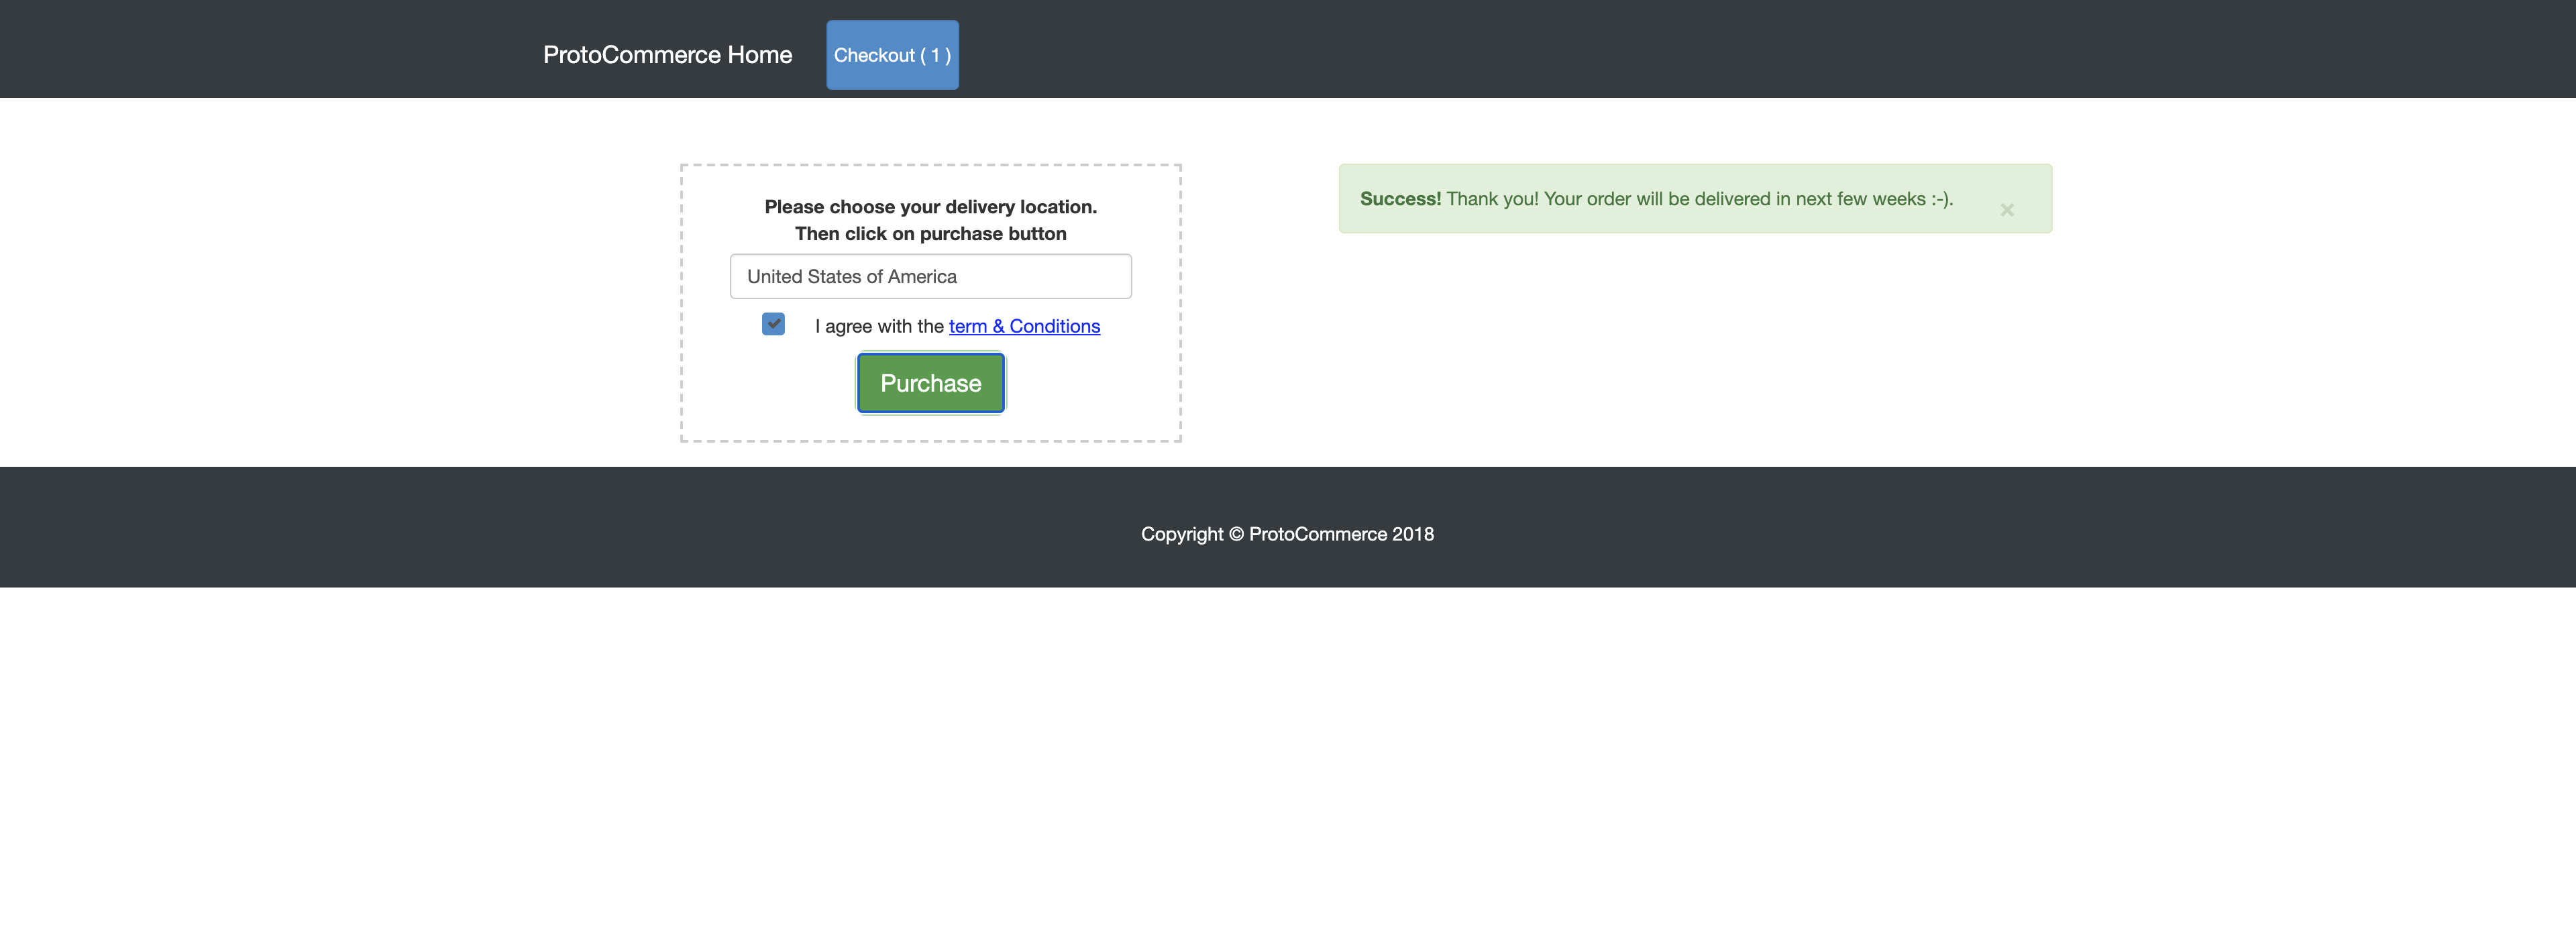 ProtoCommerce Home
Checkout ( 1 )
Please choose your delivery location.
Then click on purchase button
United States of America
I agree with the term & Conditions
Purchase
Success! Thank you! Your order will be delivered in next few weeks :-).
×
Copyright © ProtoCommerce 2018